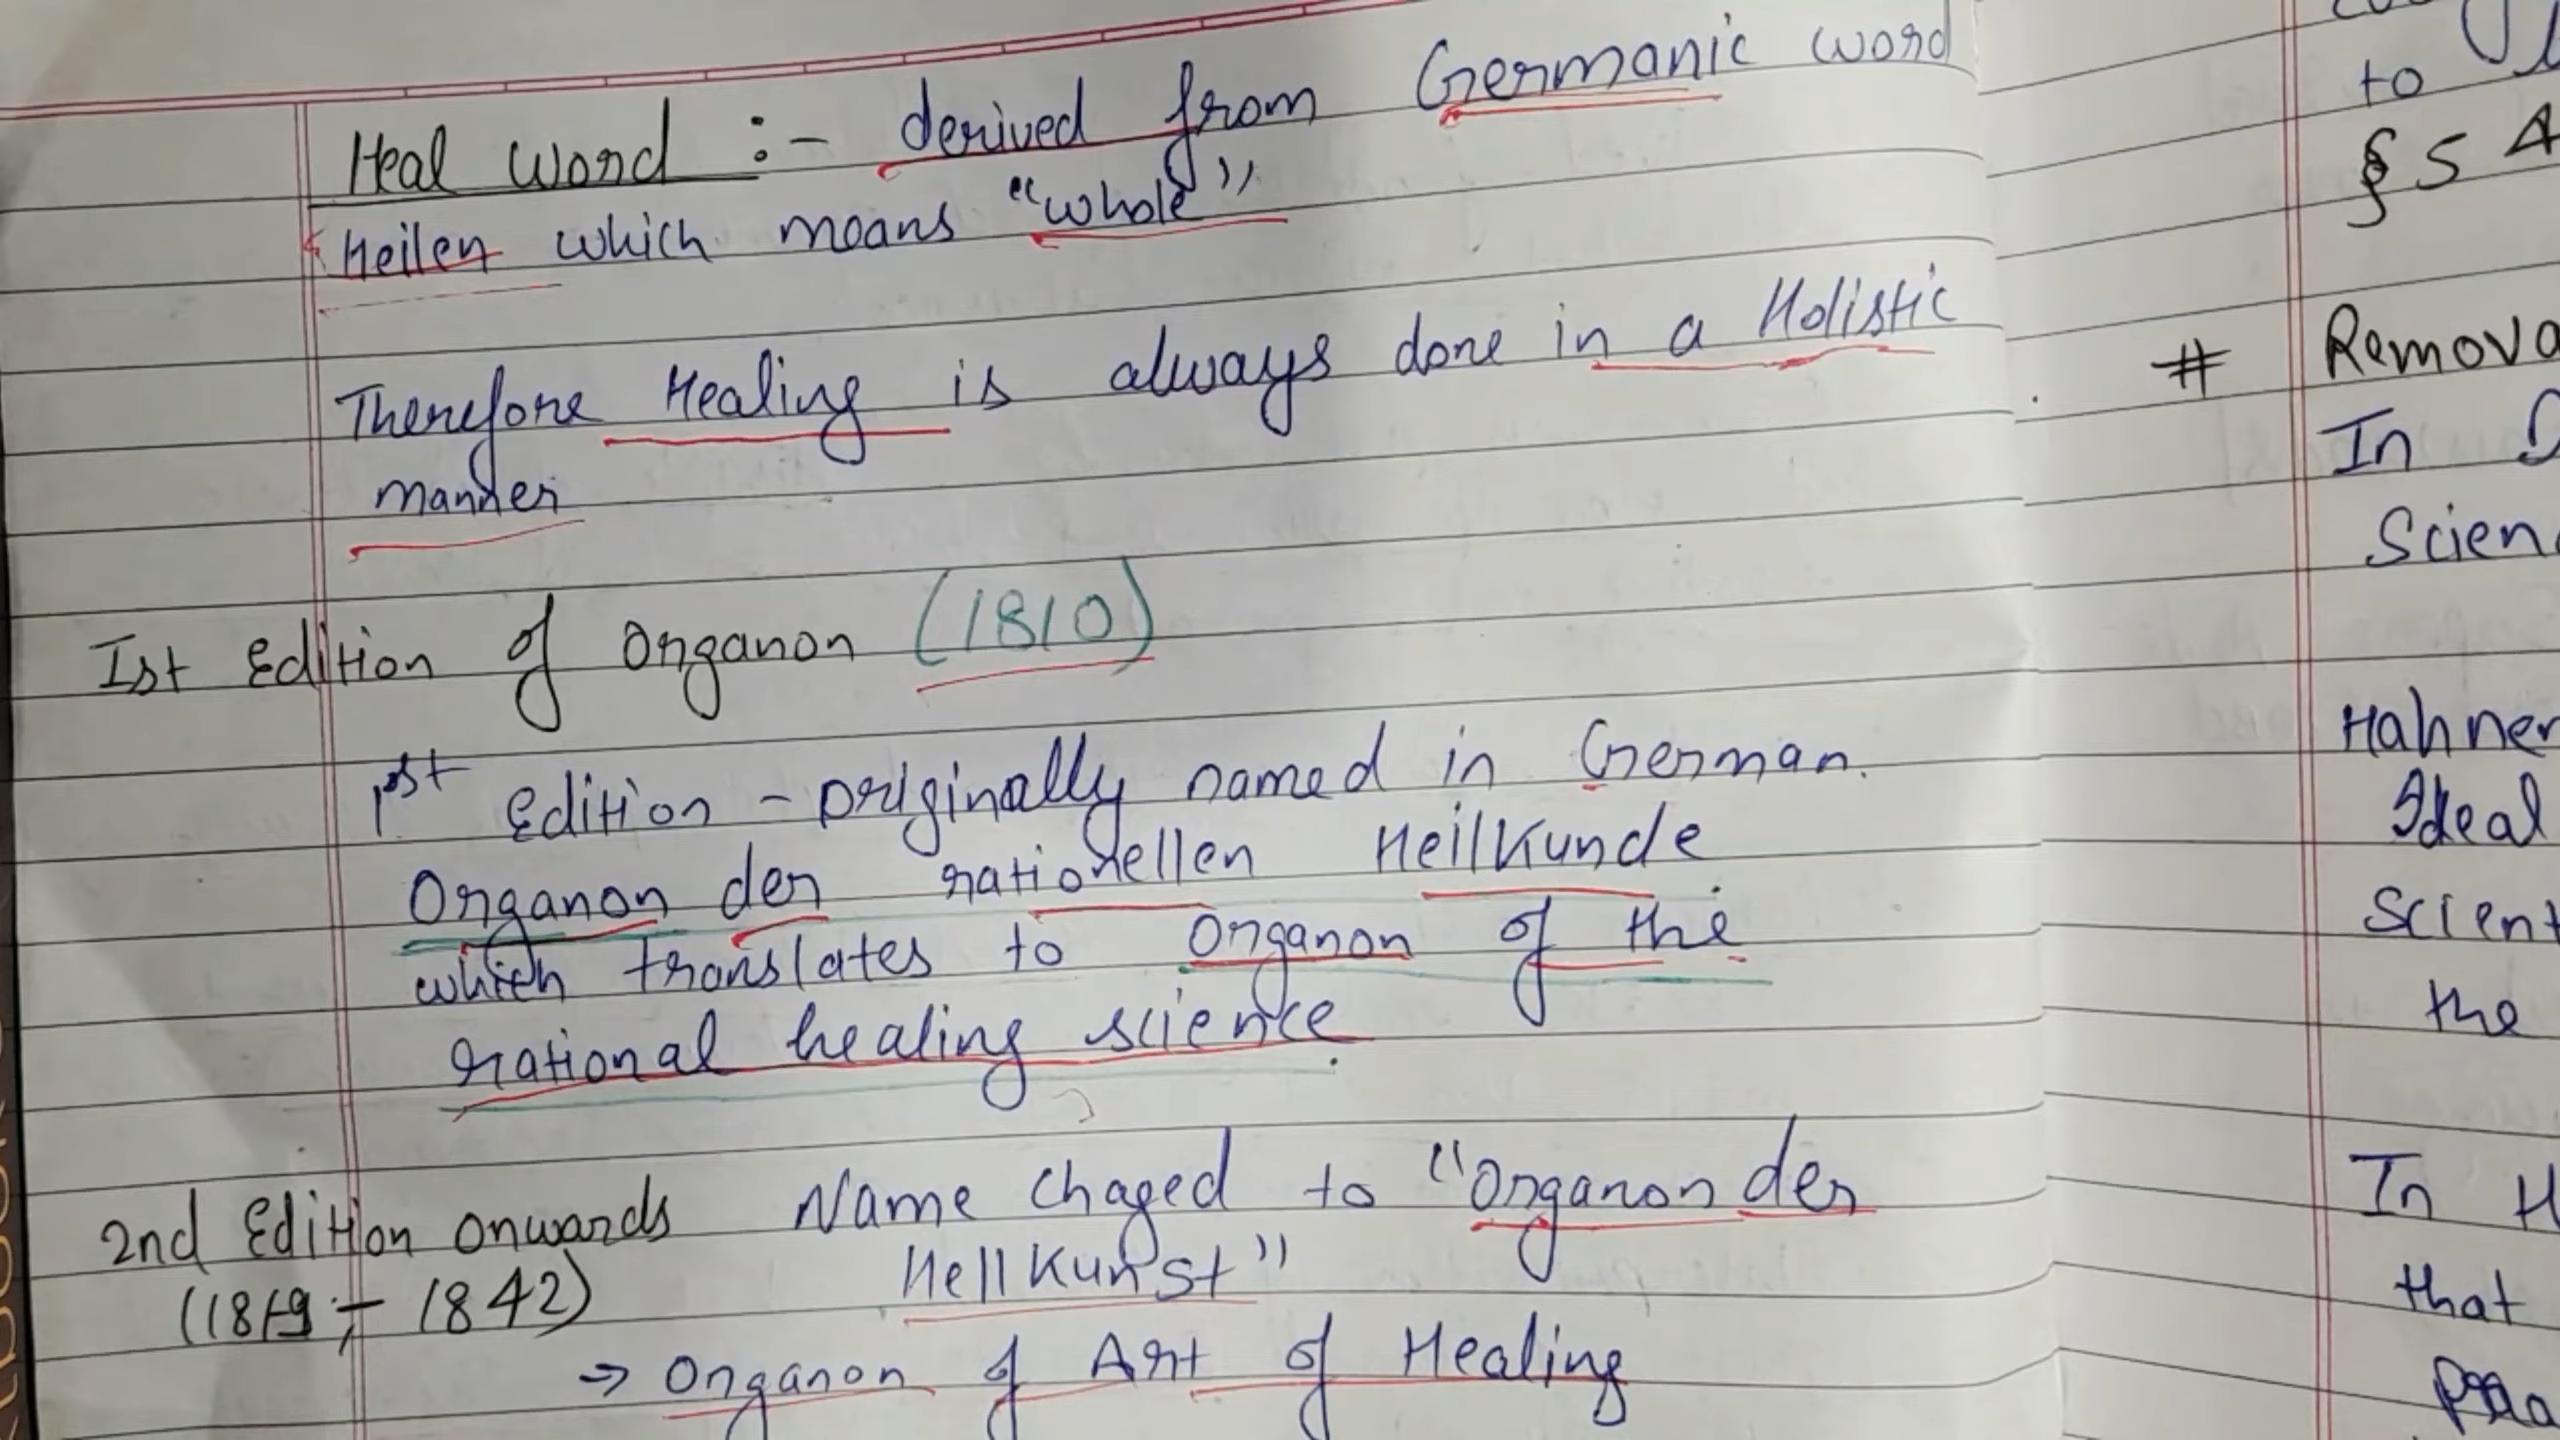 Heal Word :- derived from Germanic word
Heilen which means "whole"
Therefore Healing is always done in a Holistic
manner
Ist Edition of Organon (1810)
1st Edition - originally named in German.
Organon der rationellen Heilkunde
which translates to Organon of the
rational healing science.
2nd Edition onwards Name chaged to "Organon der
(1819 - 1842) HellKunst"
⇒ Organon of Art of Healing
to
§ 5 A
# Remova
In D
Scien
Hahnem
Ideal
Scient
the
In H
that